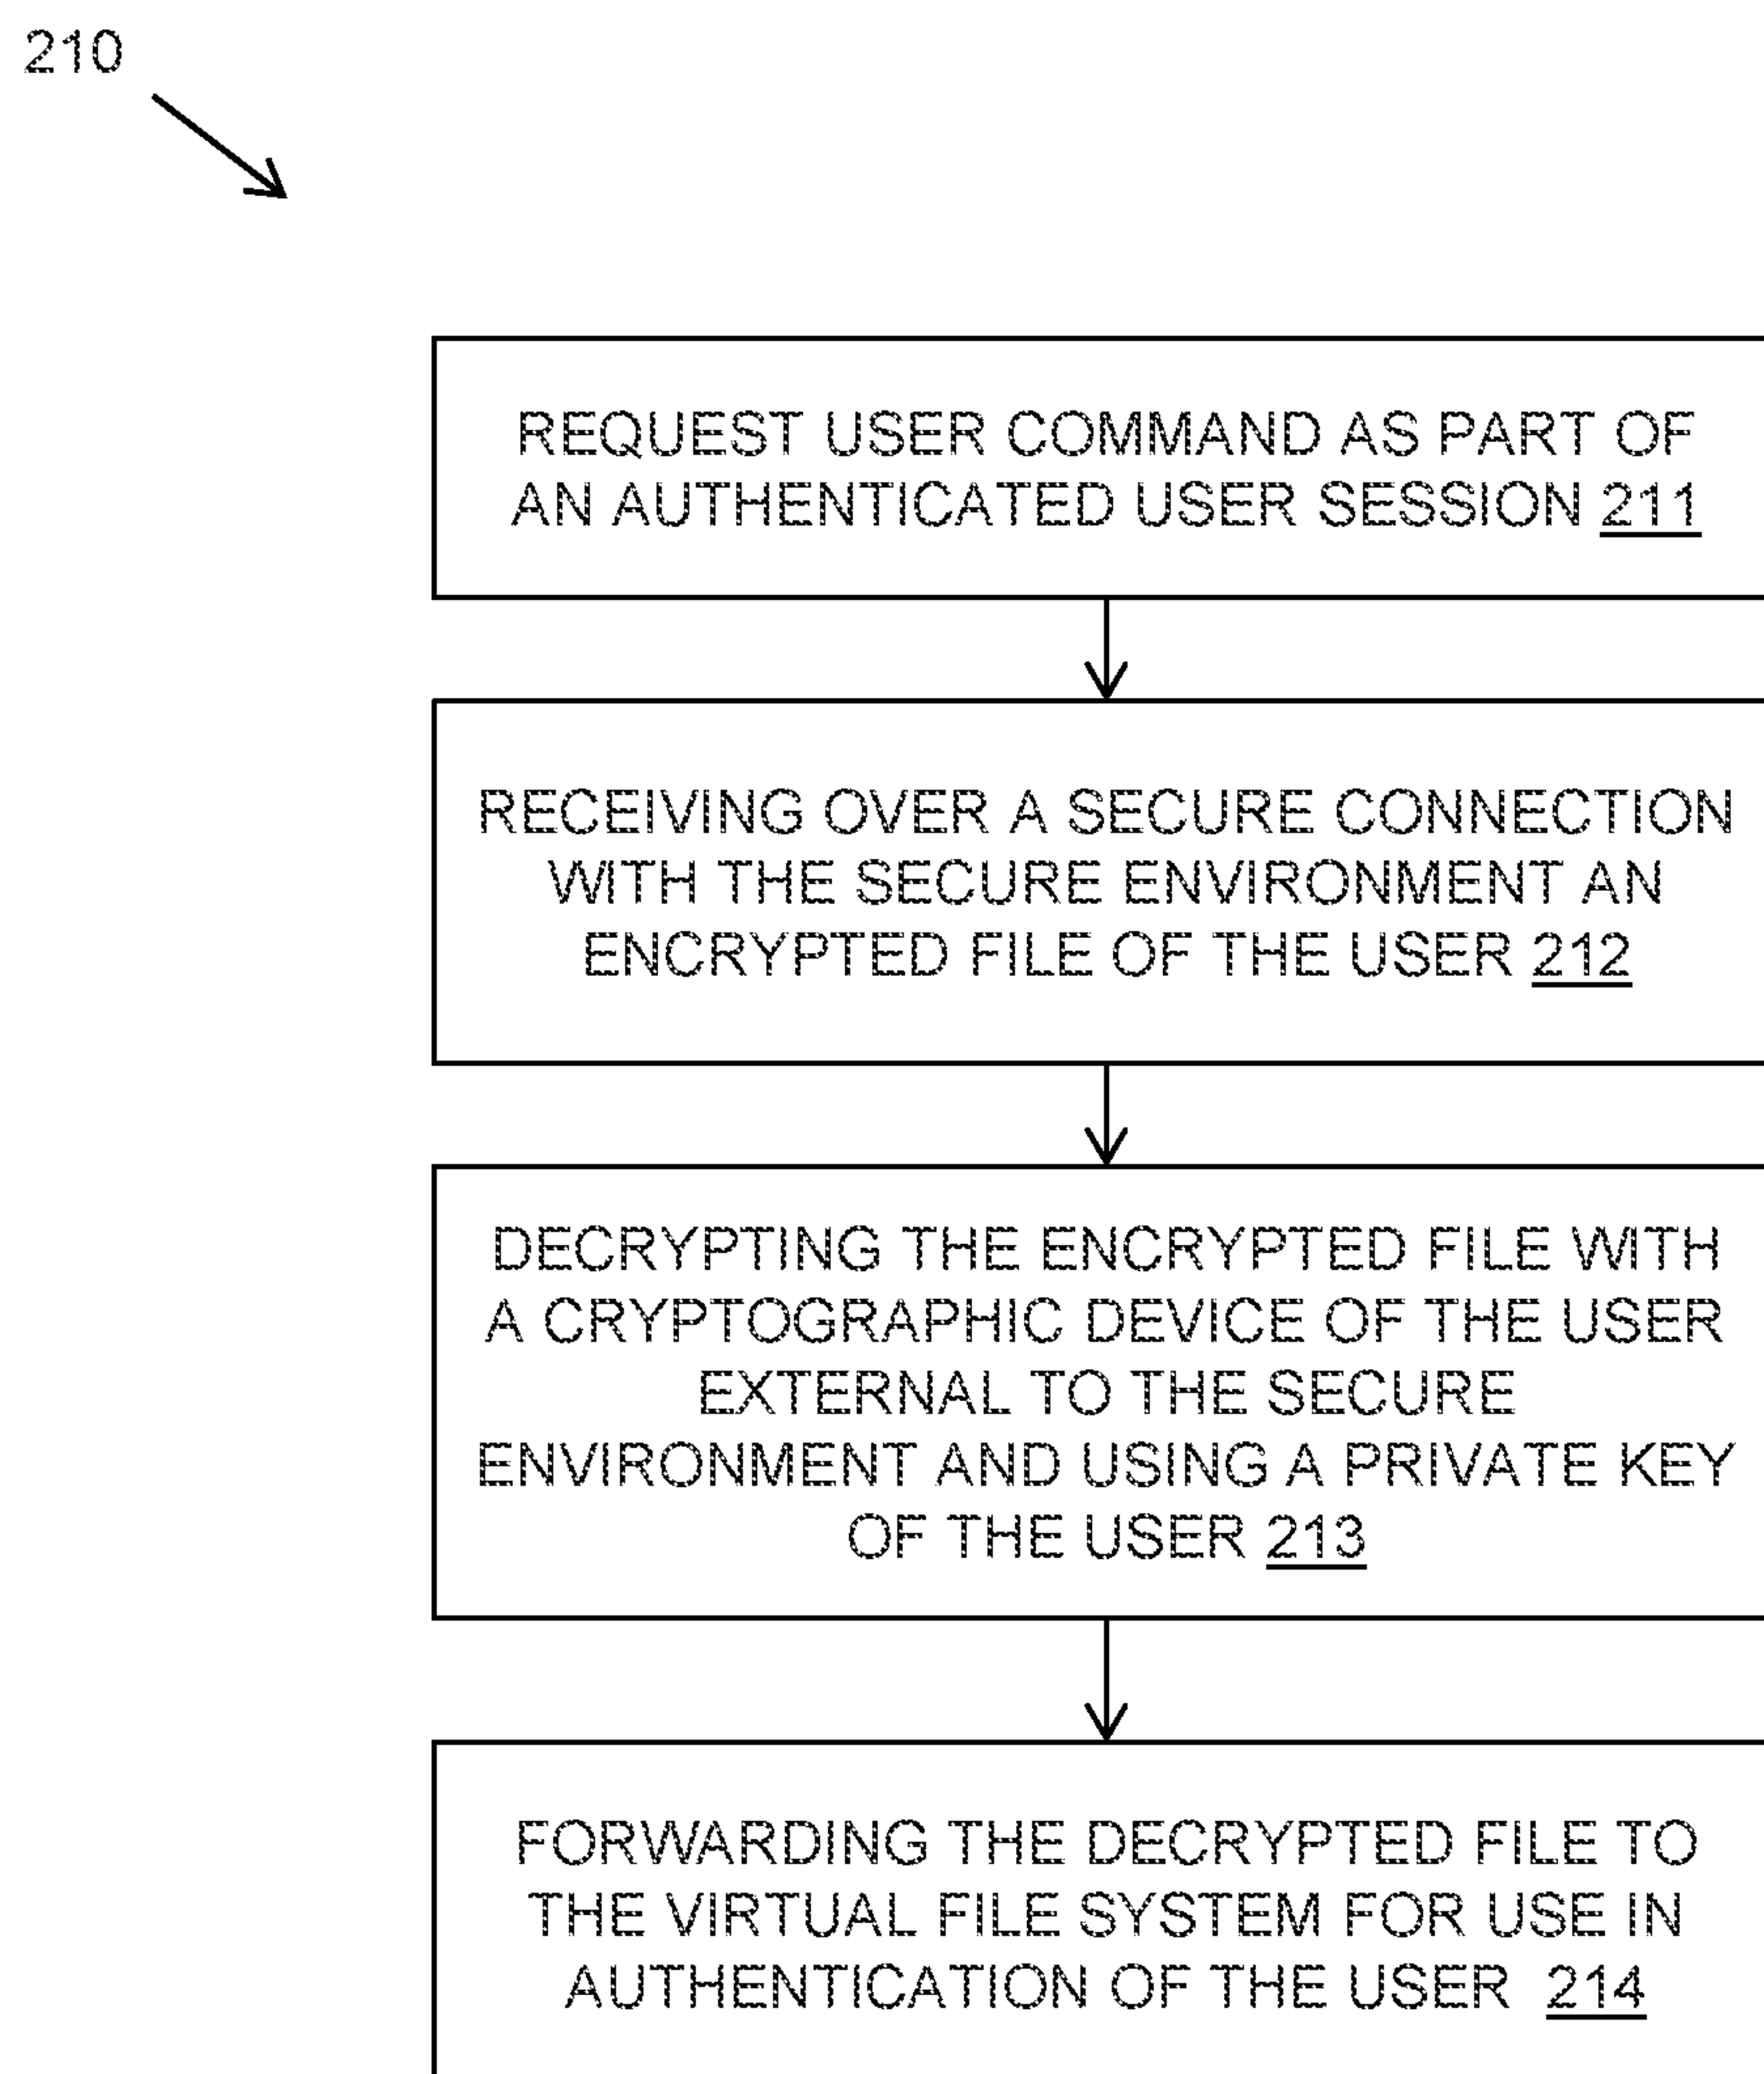 210
REQUEST USER COMMAND AS PART OF
AN AUTHENTICATED USER SESSION 211
RECEIVING OVER A SECURE CONNECTION
WITH THE SECURE ENVIRONMENT AN
ENCRYPTED FILE OF THE USER 212
DECRYPTING THE ENCRYPTED FILE WITH
A CRYPTOGRAPHIC DEVICE OF THE USER
EXTERNAL TO THE SECURE
ENVIRONMENT AND USING A PRIVATE KEY
OF THE USER 213
FORWARDING THE DECRYPTED FILE TO
THE VIRTUAL FILE SYSTEM FOR USE IN
AUTHENTICATION OF THE USER 214